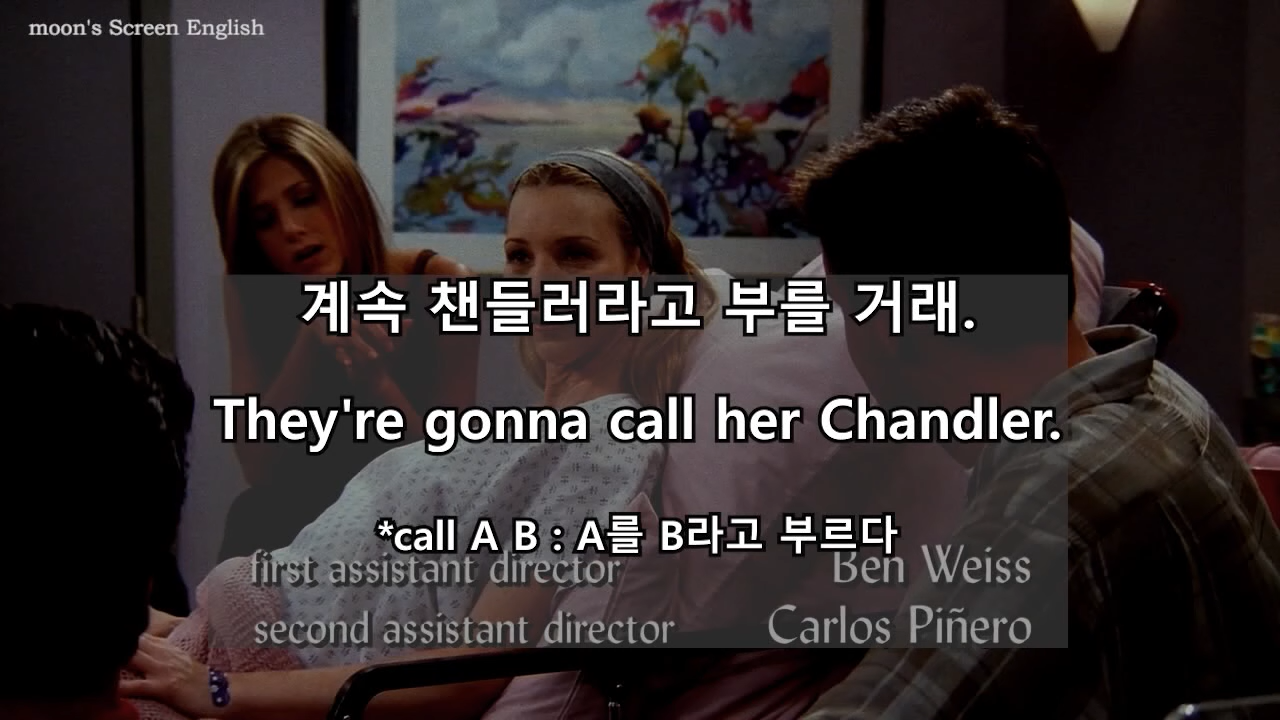 moon's Screen English
계속 챈들러라고 부를 거래.
They're gonna call her Chandler.
*call A B : A를 B라고 부르다
first assistant director Ben Weiss
second assistant director Carlos Piñero